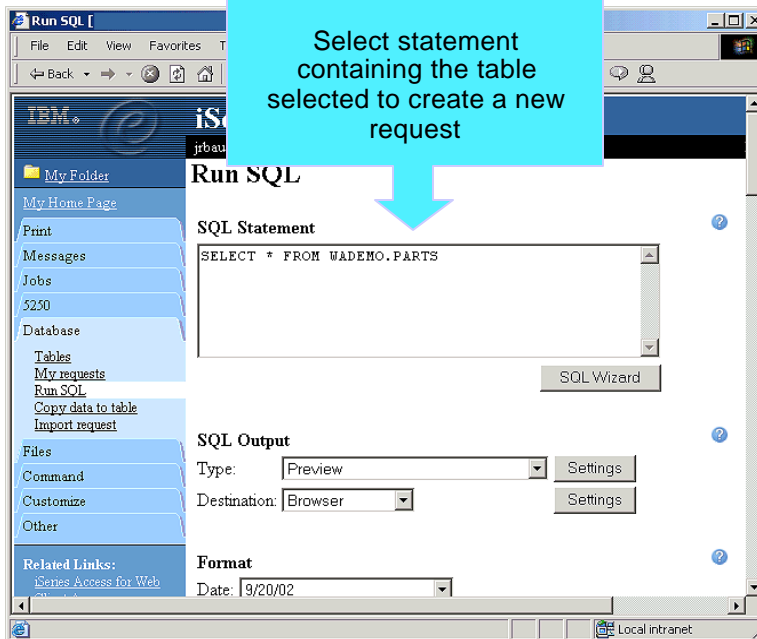 Run SQL [
Select statement
containing the table
selected to create a new
request
File Edit View Favorites T
Back
IBM
e
iSe
jrbau
My Folder
My Home Page
Print
Messages
Jobs
5250
Database
Tables
My requests
Run SQL
Copy data to table
Import request
Files
Command
Customize
Other
Related Links:
iSeries Access for Web
Run SQL
SQL Statement
SELECT * FROM WADEMO.PARTS
SQL Wizard
SQL Output
Type: Preview Settings
Destination: Browser Settings
Format
Date: 9/20/02
Local intranet